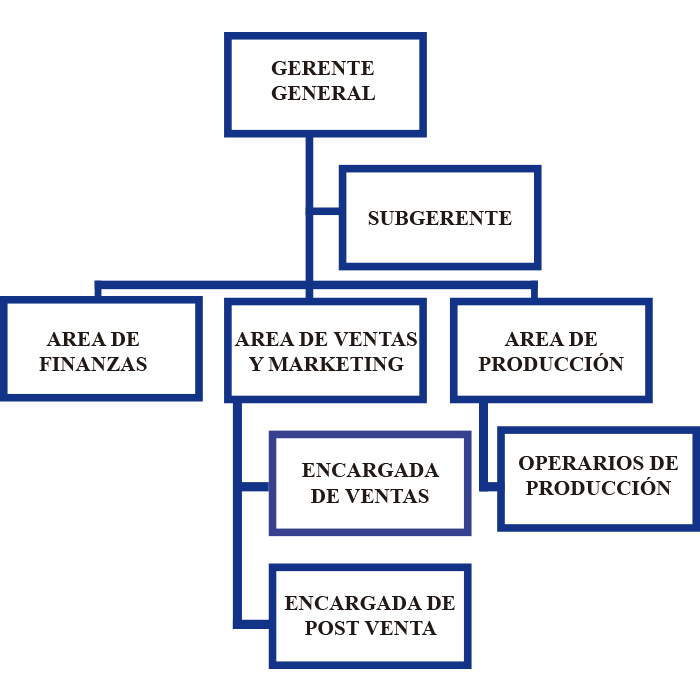 GERENTE
GENERAL
SUBGERENTE
AREA DE
FINANZAS
AREA DE VENTAS
Y MARKETING
AREA DE
PRODUCCIÓN
ENCARGADA
DE VENTAS
OPERARIOS DE
PRODUCCIÓN
ENCARGADA DE
POST VENTA